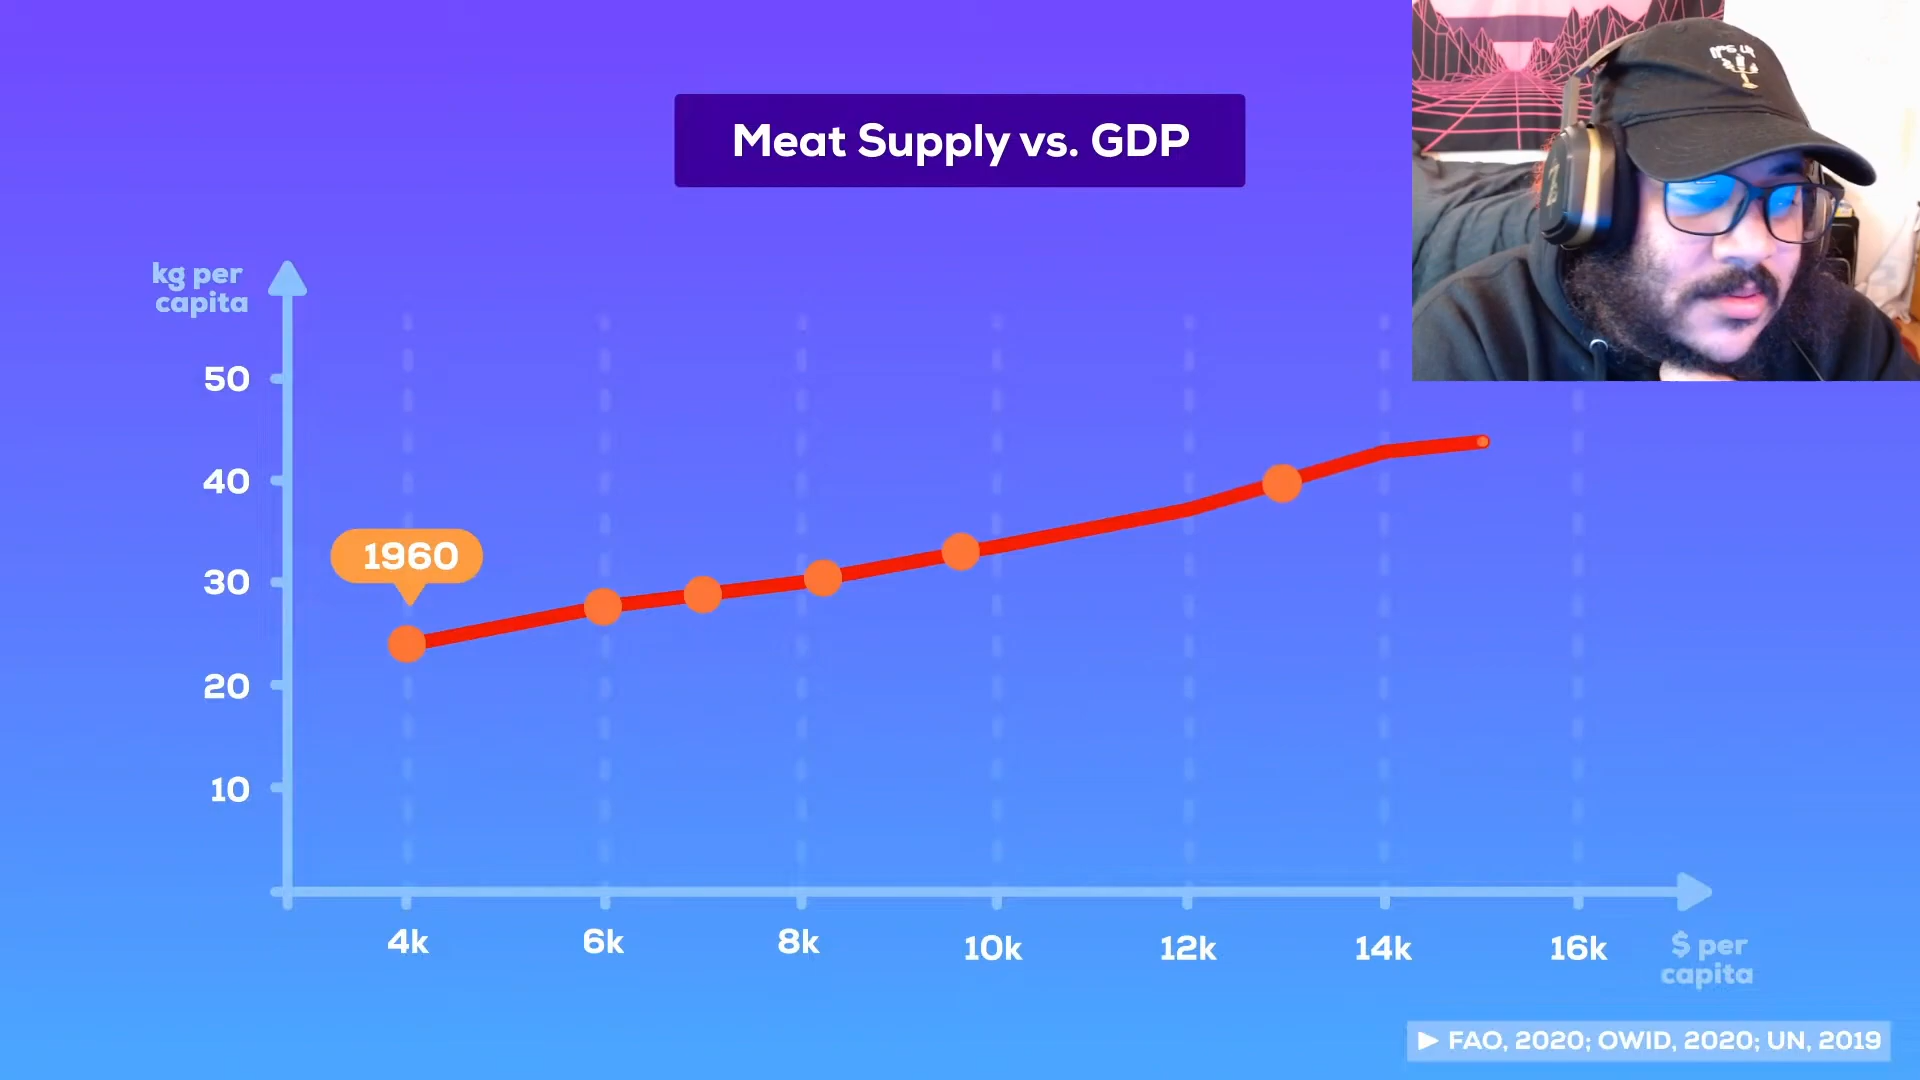 Meat Supply vs. GDP
kg per
capita
50
40
30
20
10
1960
4k
6k
8k
10k
12k
14k
16k
$ per
capita
► FAO, 2020; OWID, 2020; UN, 2019